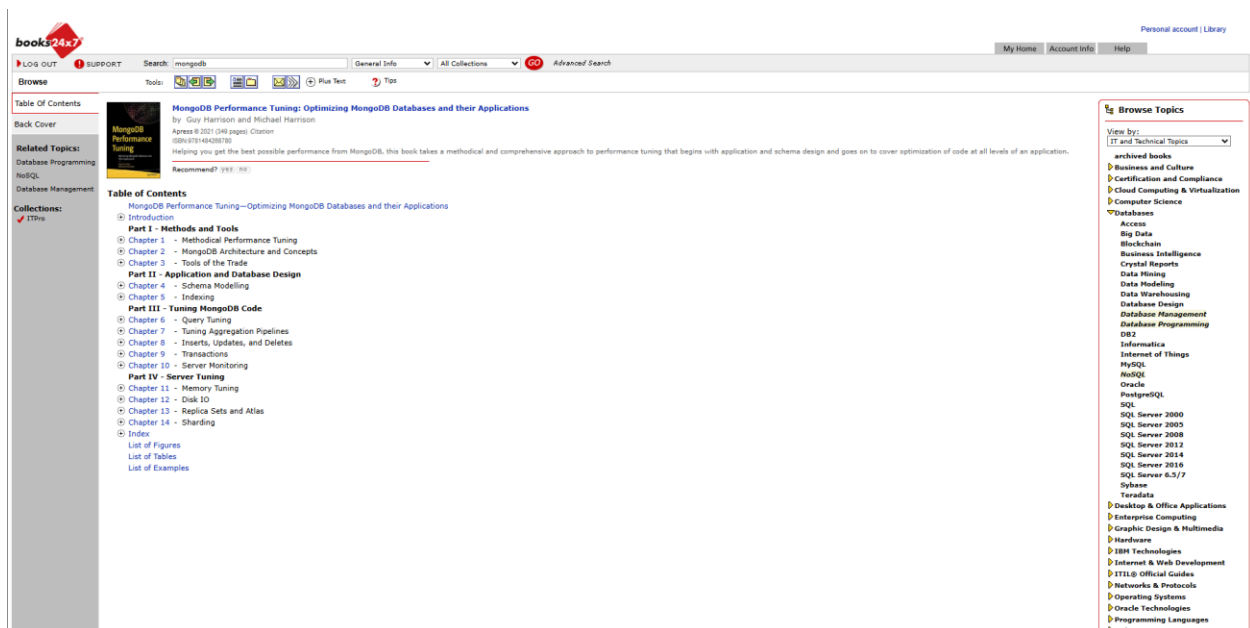 Personal account | Library
books24x7
My Home Account Info Help
LOG OUT SUPPORT Search: mongodb General Info All Collections GO Advanced Search
Browse Tools: Plus Text Tips
Table Of Contents
Back Cover
Related Topics:
Database Programming
NoSQL
Database Management
Collections:
ITPro
MongoDB
Performance
Tuning
MongoDB Performance Tuning: Optimizing MongoDB Databases and their Applications
by Guy Harrison and Michael Harrison
Apress © 2021 (349 pages) Citation
ISBN:9781484268780
Helping you get the best possible performance from MongoDB, this book takes a methodical and comprehensive approach to performance tuning that begins with application and schema design and goes on to cover optimization of code at all levels of an application.
Recommend? yes no
Table of Contents
MongoDB Performance Tuning—Optimizing MongoDB Databases and their Applications
Introduction
Part I - Methods and Tools
Chapter 1 - Methodical Performance Tuning
Chapter 2 - MongoDB Architecture and Concepts
Chapter 3 - Tools of the Trade
Part II - Application and Database Design
Chapter 4 - Schema Modelling
Chapter 5 - Indexing
Part III - Tuning MongoDB Code
Chapter 6 - Query Tuning
Chapter 7 - Tuning Aggregation Pipelines
Chapter 8 - Inserts, Updates, and Deletes
Chapter 9 - Transactions
Chapter 10 - Server Monitoring
Part IV - Server Tuning
Chapter 11 - Memory Tuning
Chapter 12 - Disk IO
Chapter 13 - Replica Sets and Atlas
Chapter 14 - Sharding
Index
List of Figures
List of Tables
List of Examples
Browse Topics
View by:
IT and Technical Topics
archived books
Business and Culture
Certification and Compliance
Cloud Computing & Virtualization
Computer Science
Databases
Access
Big Data
Blockchain
Business Intelligence
Crystal Reports
Data Mining
Data Modeling
Data Warehousing
Database Design
Database Management
Database Programming
DB2
Informatica
Internet of Things
MySQL
NoSQL
Oracle
PostgreSQL
SQL
SQL Server 2000
SQL Server 2005
SQL Server 2008
SQL Server 2012
SQL Server 2014
SQL Server 2016
SQL Server 6.5/7
Sybase
Teradata
Desktop & Office Applications
Enterprise Computing
Graphic Design & Multimedia
Hardware
IBM Technologies
Internet & Web Development
ITIL® Official Guides
Networks & Protocols
Operating Systems
Oracle Technologies
Programming Languages